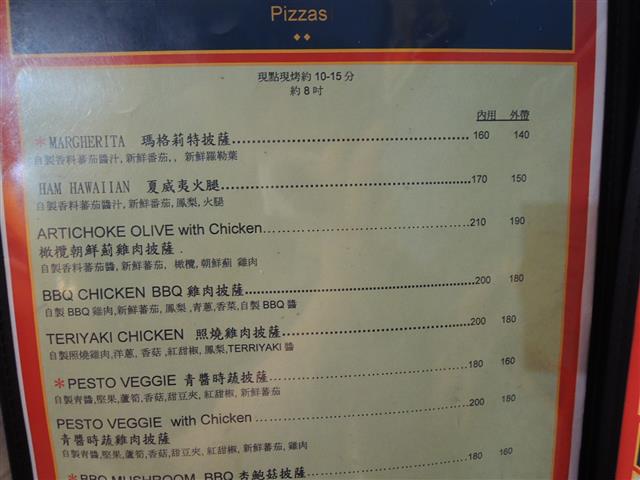 Pizzas
現點現烤約 10-15 分
約 8 吋
內用 外帶
*MARGHERITA 瑪格莉特披薩 160 140
自製香料蕃茄醬汁, 新鮮番茄,, 新鮮羅勒葉
HAM HAWAIIAN 夏威夷火腿 170 150
自製香料蕃茄醬汁, 新鮮番茄, 鳳梨, 火腿
ARTICHOKE OLIVE with Chicken 210 190
橄欖朝鮮薊雞肉披薩 .
自製香料蕃茄醬, 新鮮蕃茄, 橄欖, 朝鮮薊 雞肉
BBQ CHICKEN BBQ 雞肉披薩 200 180
自製 BBQ 雞肉,新鮮蕃茄, 鳳梨 ,青蔥,香菜,自製 BBQ 醬
TERIYAKI CHICKEN 照燒雞肉披薩 200 180
自製照燒雞肉,洋蔥, 香菇, 紅甜椒, 鳳梨,TERRIYAKI 醬
*PESTO VEGGIE 青醬時蔬披薩 180 160
自製青醬,堅果,蘆筍,香菇,甜豆夾, 紅甜椒, 新鮮蕃茄
PESTO VEGGIE with Chicken 200 180
青醬時蔬雞肉披薩
自製青醬,堅果,蘆筍,香菇,甜豆夾, 紅甜椒, 新鮮蕃茄, 雞肉
*BBQ MUSHROOM BBQ 杏鮑菇披薩 180 160